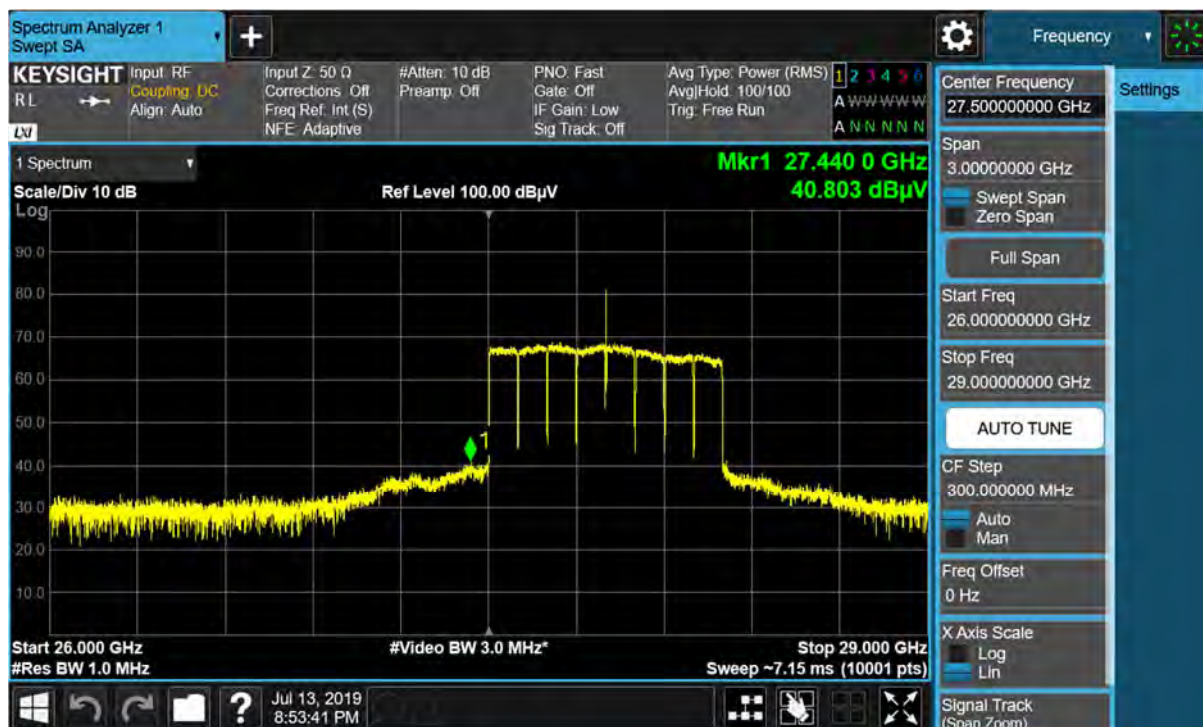 Spectrum Analyzer 1
Swept SA
Frequency
KEYSIGHT
RL
LXI
Input: RF
Coupling: DC
Align: Auto
Input Z: 50 Ω
Corrections: Off
Freq Ref: Int (S)
NFE: Adaptive
#Atten: 10 dB
Preamp: Off
PNO: Fast
Gate: Off
IF Gain: Low
Sig Track: Off
Avg Type: Power (RMS)
Avg|Hold: 100/100
Trig: Free Run
1 2 3 4 5 6
A W W W W W
A N N N N N
1 Spectrum
Scale/Div 10 dB
Ref Level 100.00 dBµV
Mkr1 27.440 0 GHz
40.803 dBµV
Log
90.0
80.0
70.0
60.0
50.0
40.0
30.0
20.0
10.0
1
Start 26.000 GHz
#Video BW 3.0 MHz*
Stop 29.000 GHz
#Res BW 1.0 MHz
Sweep ~7.15 ms (10001 pts)
Center Frequency
27.500000000 GHz
Span
3.00000000 GHz
Swept Span
Zero Span
Full Span
Start Freq
26.000000000 GHz
Stop Freq
29.000000000 GHz
AUTO TUNE
CF Step
300.000000 MHz
Auto
Man
Freq Offset
0 Hz
X Axis Scale
Log
Lin
Signal Track
(Span Zoom)
Settings
?
Jul 13, 2019
8:53:41 PM